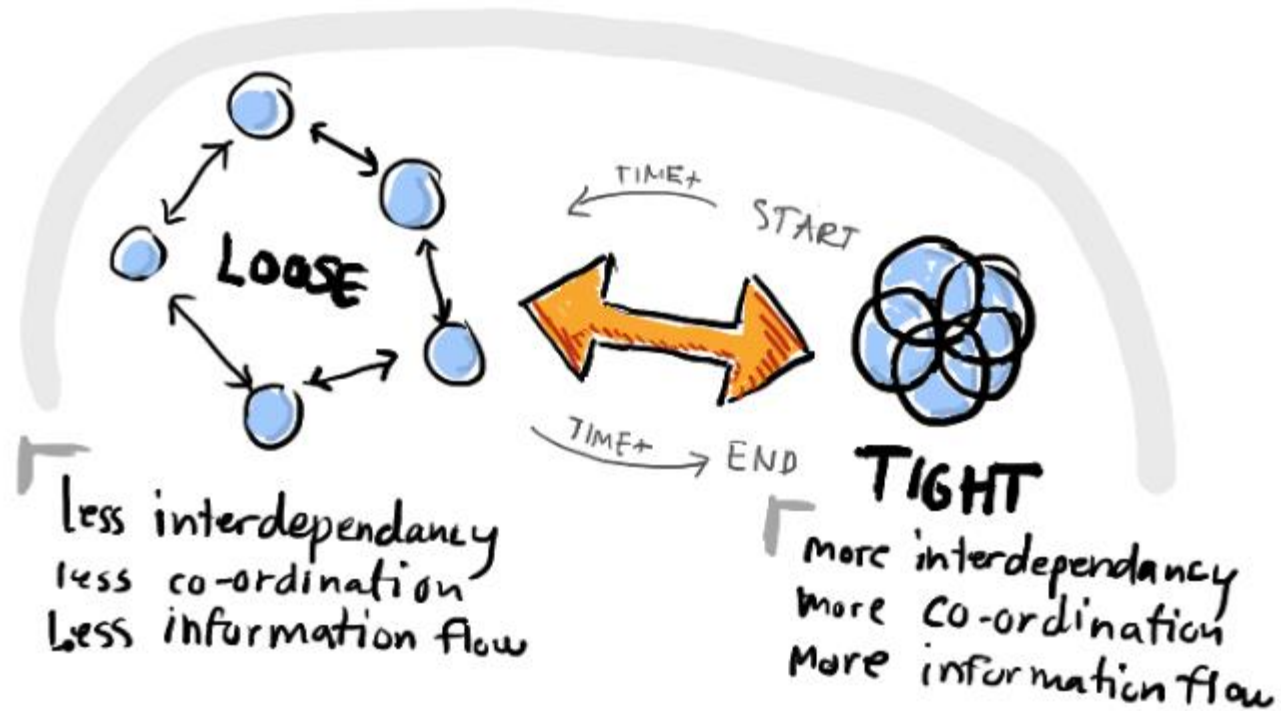 TIME+
START
LOOSE
TIME+
END
TIGHT
less interdependancy
less co-ordination
Less information flow
more interdependancy
more co-ordination
More information flow